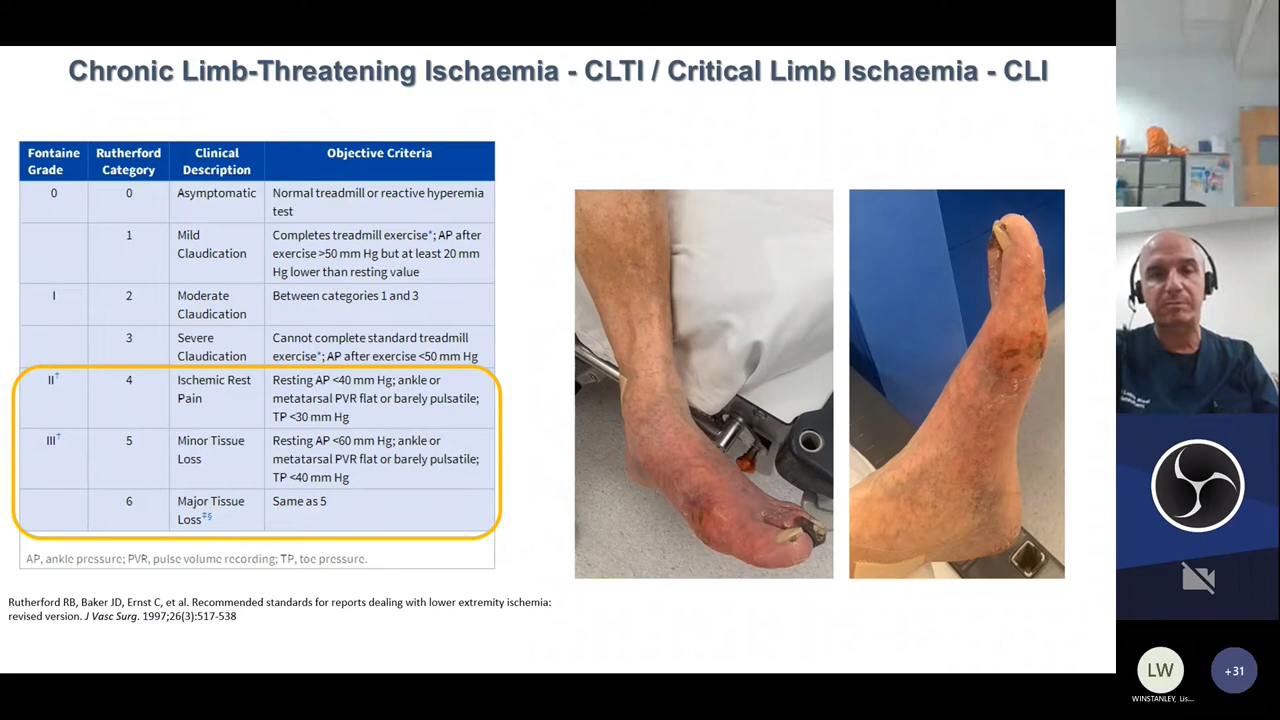 Chronic Limb-Threatening Ischaemia - CLTI / Critical Limb Ischaemia - CLI
Fontaine Grade
Rutherford Category
Clinical Description
Objective Criteria
0
0
Asymptomatic
Normal treadmill or reactive hyperemia
test
1
Mild
Claudication
Completes treadmill exercise*; AP after
exercise >50 mm Hg but at least 20 mm
Hg lower than resting value
I
2
Moderate
Claudication
Between categories 1 and 3
3
Severe
Claudication
Cannot complete standard treadmill
exercise*; AP after exercise <50 mm Hg
II†
4
Ischemic Rest
Pain
Resting AP <40 mm Hg; ankle or
metatarsal PVR flat or barely pulsatile;
TP <30 mm Hg
III†
5
Minor Tissue
Loss
Resting AP <60 mm Hg; ankle or
metatarsal PVR flat or barely pulsatile;
TP <40 mm Hg
6
Major Tissue
Loss‡§
Same as 5
AP, ankle pressure; PVR, pulse volume recording; TP, toe pressure.
Rutherford RB, Baker JD, Ernst C, et al. Recommended standards for reports dealing with lower extremity ischemia:
revised version. J Vasc Surg. 1997;26(3):517-538
LW
+31
WINSTANLEY, Lis...